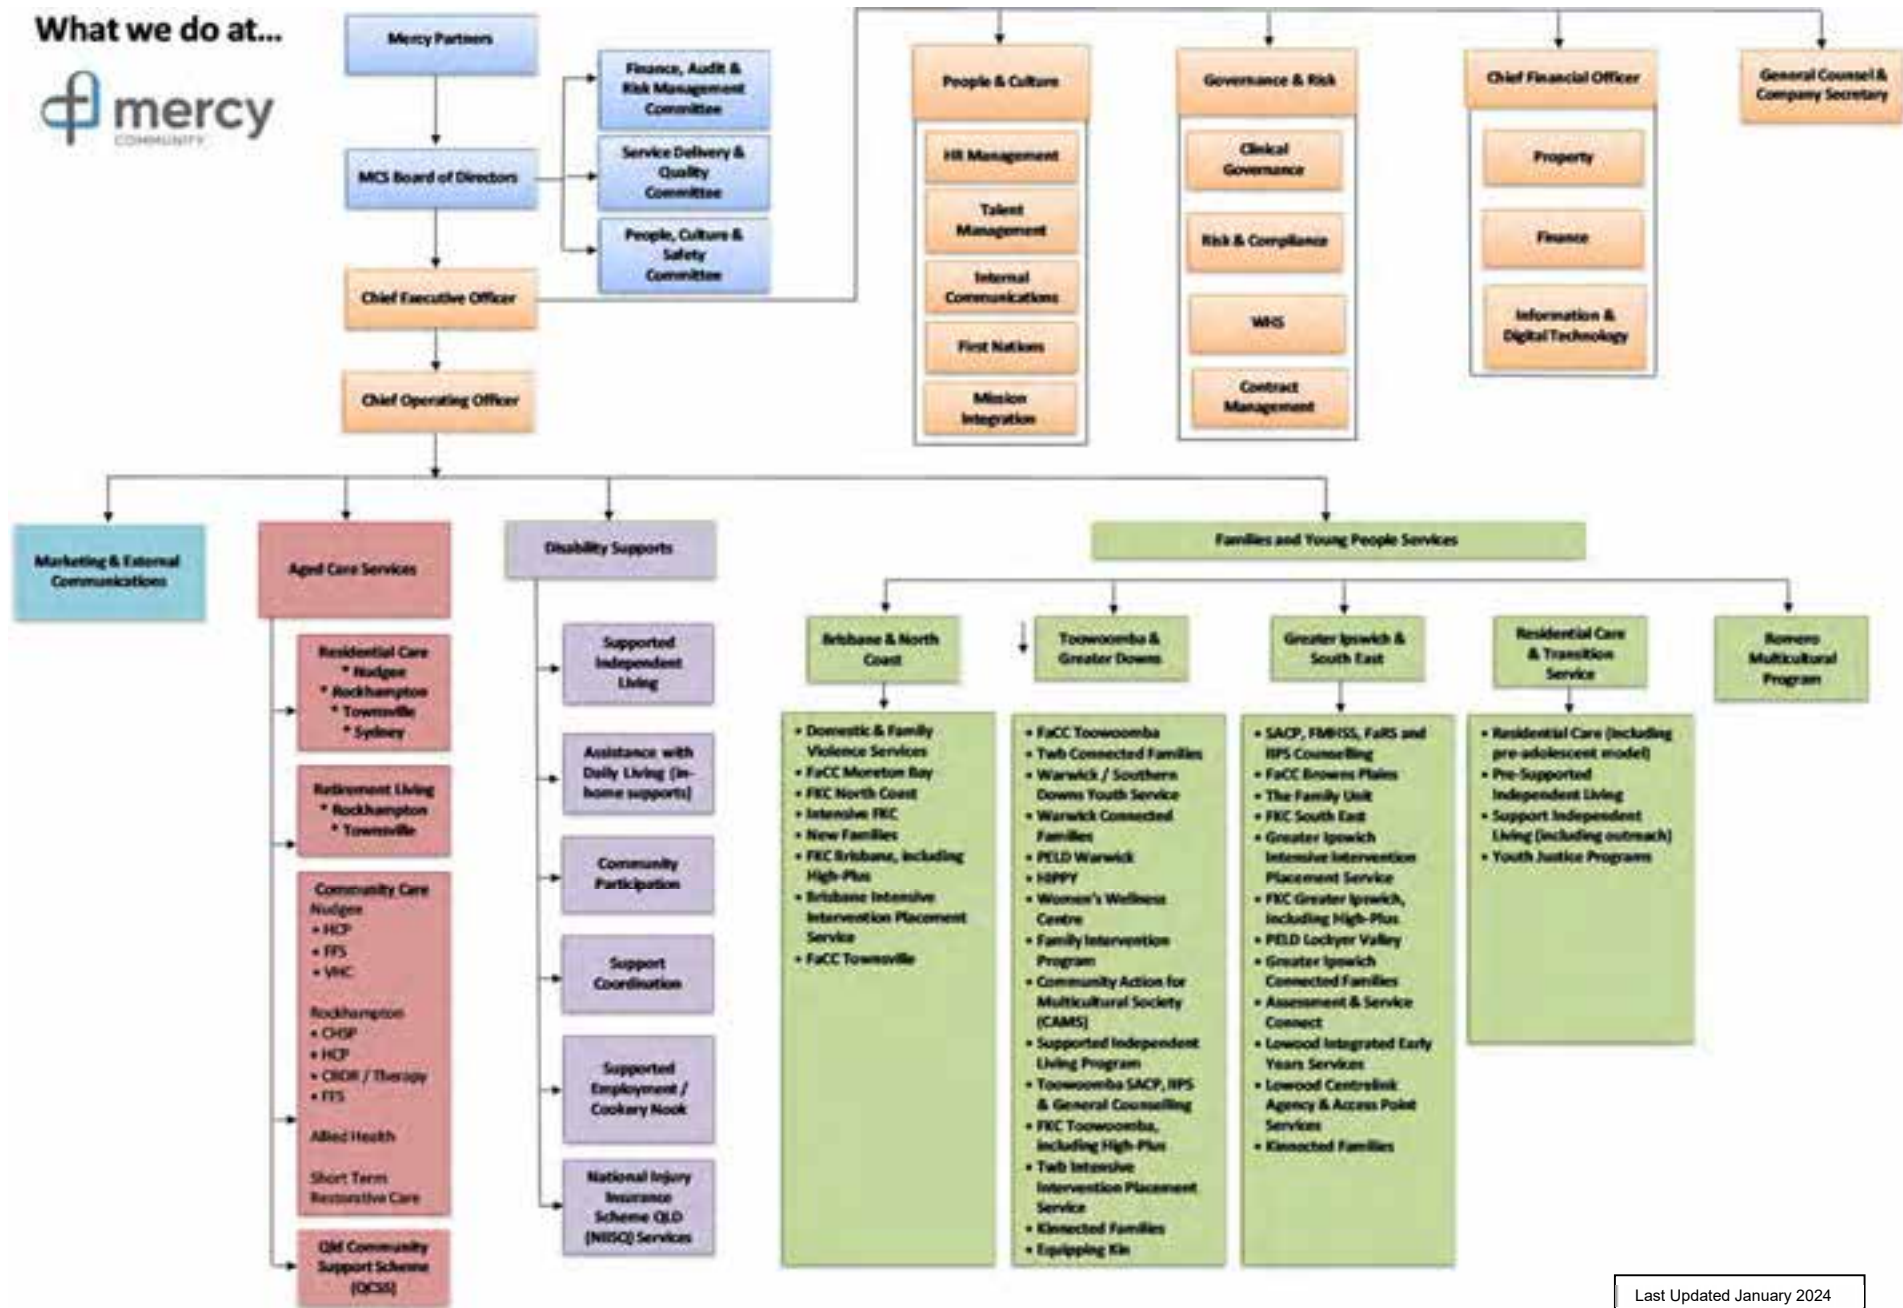 What we do at...
mercy
COMMUNITY
Mercy Partners
MCS Board of Directors
Finance, Audit &
Risk Management
Committee
Service Delivery &
Quality
Committee
People, Culture &
Safety
Committee
Chief Executive Officer
Chief Operating Officer
People & Culture
HR Management
Talent
Management
Internal
Communications
First Nations
Mission
Integration
Governance & Risk
Clinical
Governance
Risk & Compliance
WHS
Contract
Management
Chief Financial Officer
Property
Finance
Information &
Digital Technology
General Counsel &
Company Secretary
Marketing & External
Communications
Aged Care Services
Residential Care
* Nudgee
* Rockhampton
* Townsville
* Sydney
Retirement Living
* Rockhampton
* Townsville
Community Care
Nudgee
• HCP
• FFS
• VHC
Rockhampton
• CHSP
• HCP
• CRDR / Therapy
• FFS
Allied Health
Short Term
Restorative Care
Qld Community
Support Scheme
(QCSS)
Disability Supports
Supported
Independent
Living
Assistance with
Daily Living (in-
home supports)
Community
Participation
Support
Coordination
Supported
Employment /
Cookery Nook
National Injury
Insurance
Scheme QLD
(NIISQ) Services
Families and Young People Services
Brisbane & North
Coast
• Domestic & Family
Violence Services
• FaCC Moreton Bay
• FKC North Coast
• Intensive FKC
• New Families
• FKC Brisbane, including
High-Plus
• Brisbane Intensive
Intervention Placement
Service
• FaCC Townsville
Toowoomba &
Greater Downs
• FaCC Toowoomba
• Twb Connected Families
• Warwick / Southern
Downs Youth Service
• Warwick Connected
Families
• PELD Warwick
• HIPPY
• Women's Wellness
Centre
• Family Intervention
Program
• Community Action for
Multicultural Society
(CAMS)
• Supported Independent
Living Program
• Toowoomba SACP, IIPS
& General Counselling
• FKC Toowoomba,
including High-Plus
• Twb Intensive
Intervention Placement
Service
• Kinnected Families
• Equipping Kin
Greater Ipswich &
South East
• SACP, FMHSS, FaRS and
IIPS Counselling
• FaCC Browns Plains
• The Family Unit
• FKC South East
• Greater Ipswich
Intensive Intervention
Placement Service
• FKC Greater Ipswich,
including High-Plus
• PELD Lockyer Valley
• Greater Ipswich
Connected Families
• Assessment & Service
Connect
• Lowood Integrated Early
Years Services
• Lowood Centrelink
Agency & Access Point
Services
• Kinnected Families
Residential Care
& Transition
Service
• Residential Care (including
pre-adolescent model)
• Pre-Supported
Independent Living
• Support Independent
Living (including outreach)
• Youth Justice Programs
Romero
Multicultural
Program
Last Updated January 2024